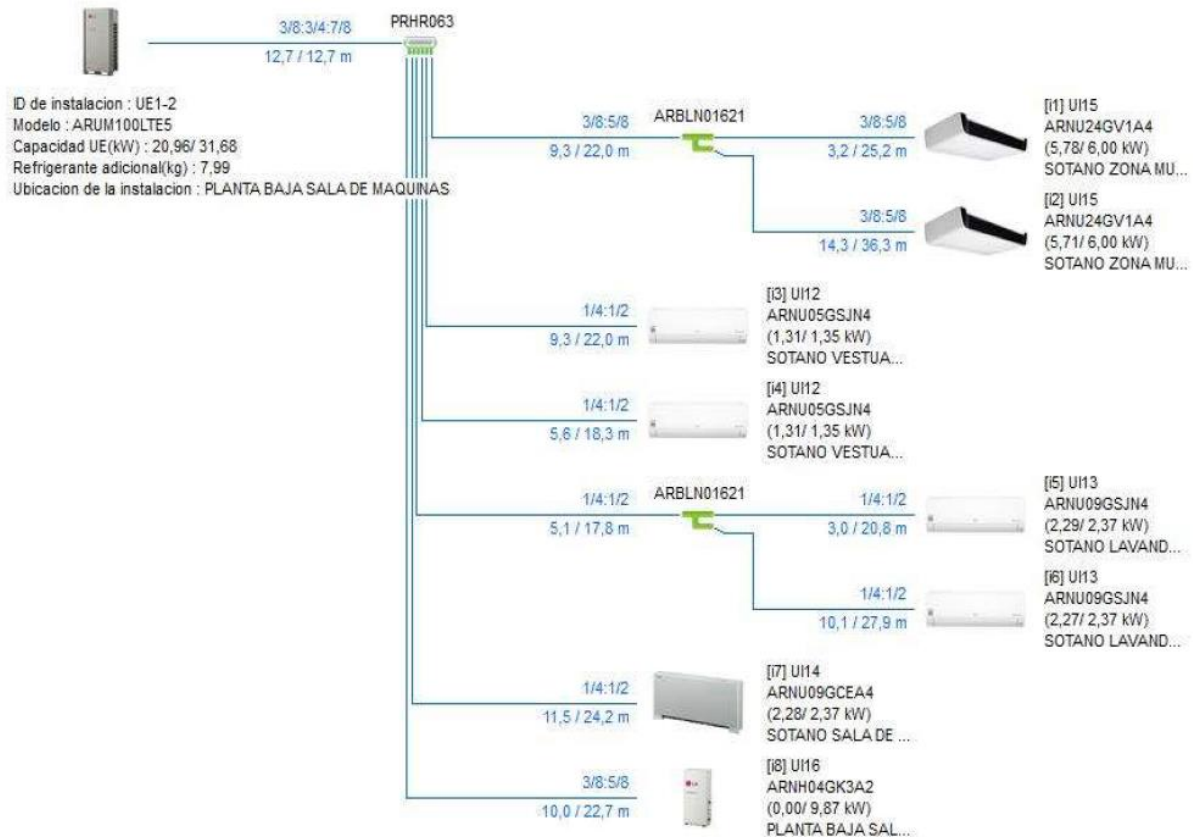 3/8:3/4:7/8
PRHR063
12,7 / 12,7 m
ID de instalacion : UE1-2
Modelo : ARUM100LTE5
Capacidad UE(kW) : 20,96/ 31,68
Refrigerante adicional(kg) : 7,99
Ubicacion de la instalacion : PLANTA BAJA SALA DE MAQUINAS
3/8:5/8
9,3 / 22,0 m
ARBLN01621
3/8:5/8
3,2 / 25,2 m
[i1] UI15
ARNU24GV1A4
(5,78/ 6,00 kW)
SOTANO ZONA MU...
3/8:5/8
14,3 / 36,3 m
[i2] UI15
ARNU24GV1A4
(5,71/ 6,00 kW)
SOTANO ZONA MU...
1/4:1/2
9,3 / 22,0 m
[i3] UI12
ARNU05GSJN4
(1,31/ 1,35 kW)
SOTANO VESTUA...
1/4:1/2
5,6 / 18,3 m
[i4] UI12
ARNU05GSJN4
(1,31/ 1,35 kW)
SOTANO VESTUA...
1/4:1/2
5,1 / 17,8 m
ARBLN01621
1/4:1/2
3,0 / 20,8 m
[i5] UI13
ARNU09GSJN4
(2,29/ 2,37 kW)
SOTANO LAVAND...
1/4:1/2
10,1 / 27,9 m
[i6] UI13
ARNU09GSJN4
(2,27/ 2,37 kW)
SOTANO LAVAND...
1/4:1/2
11,5 / 24,2 m
[i7] UI14
ARNU09GCEA4
(2,28/ 2,37 kW)
SOTANO SALA DE ...
3/8:5/8
10,0 / 22,7 m
LG
[i8] UI16
ARNH04GK3A2
(0,00/ 9,87 kW)
PLANTA BAJA SAL...